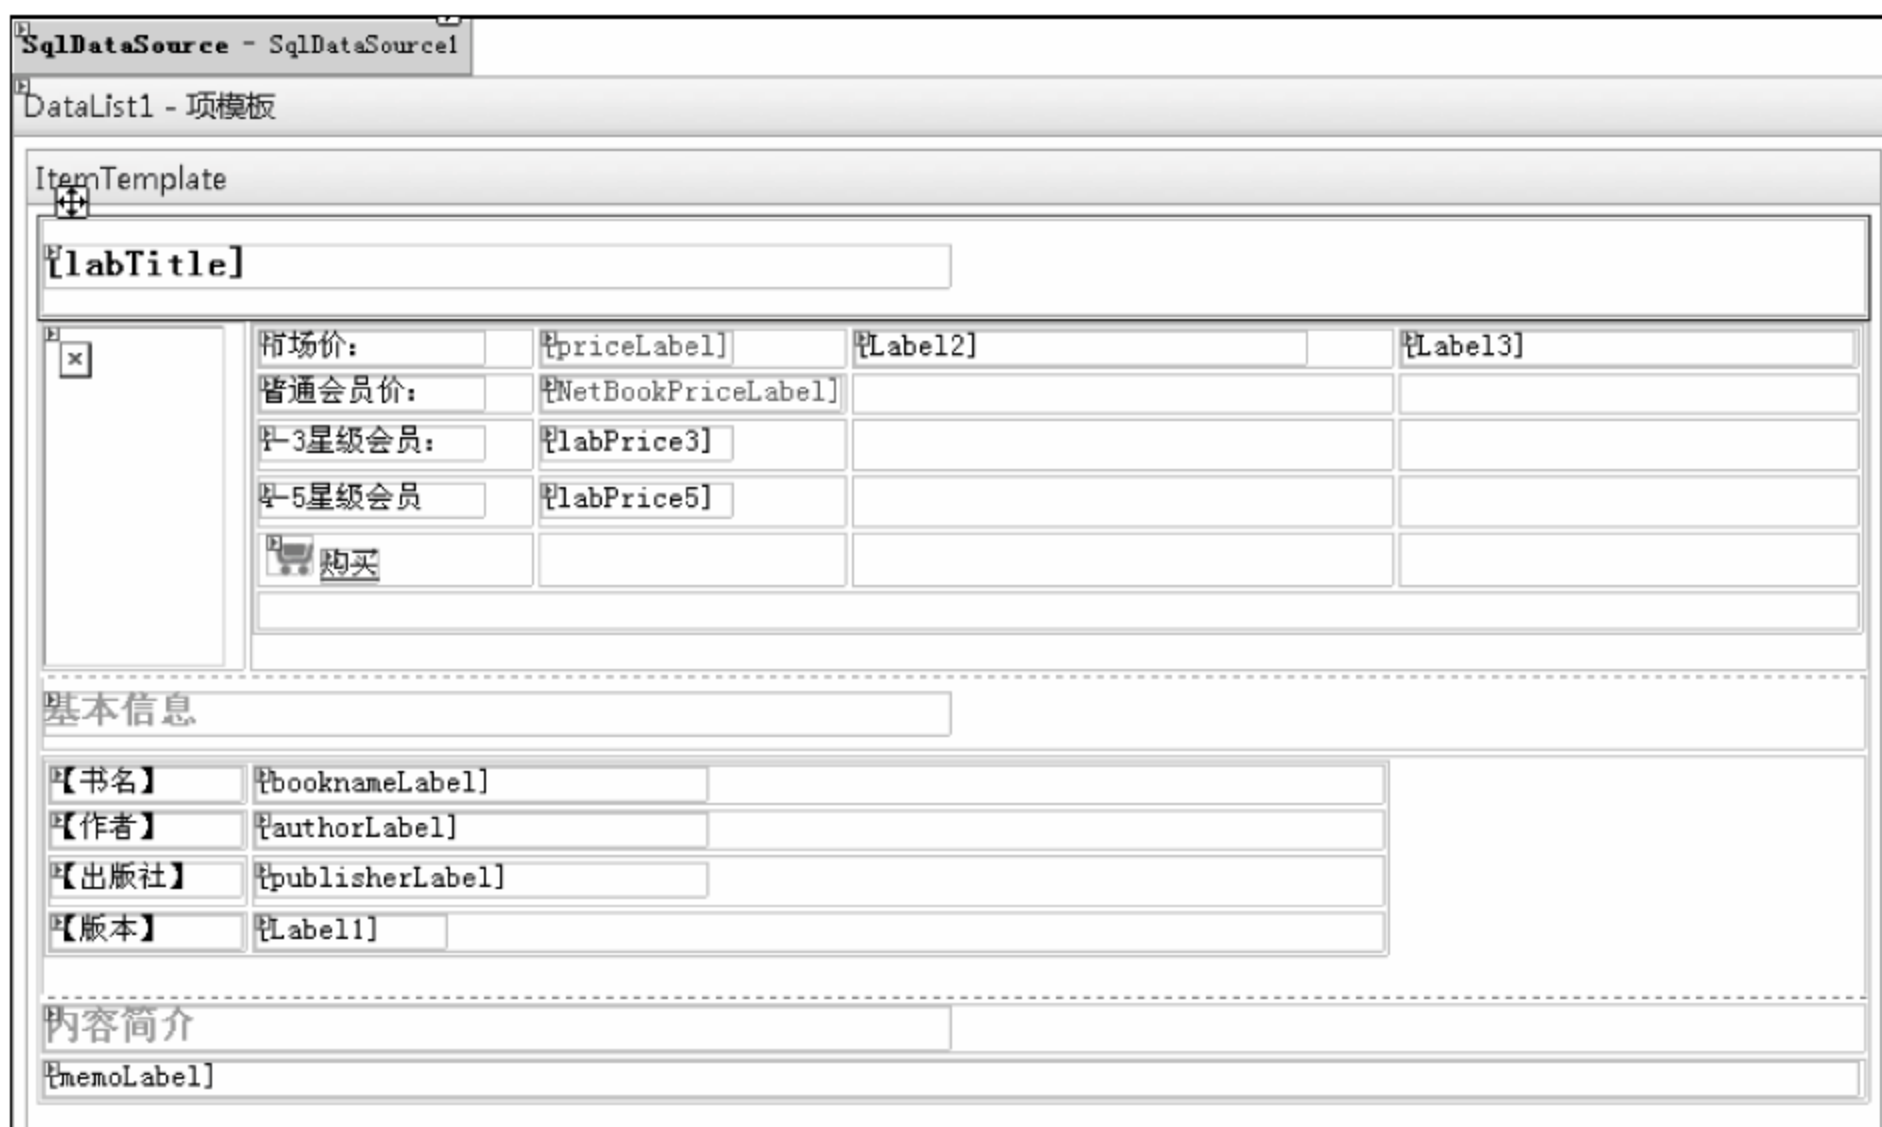 SqlDataSource - SqlDataSource1
DataList1 - 项模板
ItemTemplate
[labTitle]
市场价: [priceLabel] [Label2] [Label3]
普通会员价: [NetBookPriceLabel]
1-3星级会员: [labPrice3]
4-5星级会员 [labPrice5]
购买
基本信息
【书名】 [booknameLabel]
【作者】 [authorLabel]
【出版社】 [publisherLabel]
【版本】 [Label1]
内容简介
[memoLabel]